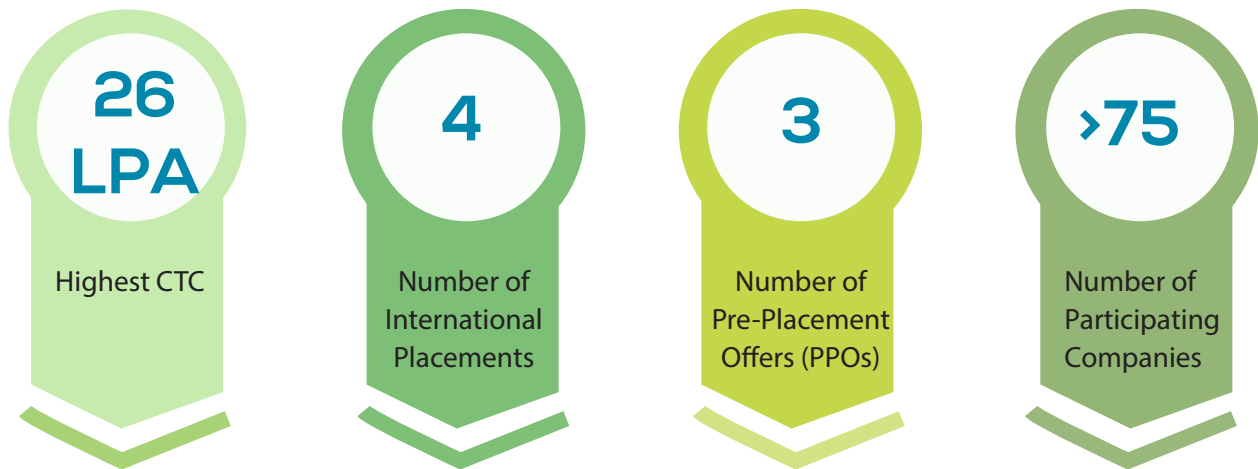 26
LPA
Highest CTC
4
Number of
International
Placements
3
Number of
Pre-Placement
Offers (PPOs)
>75
Number of
Participating
Companies